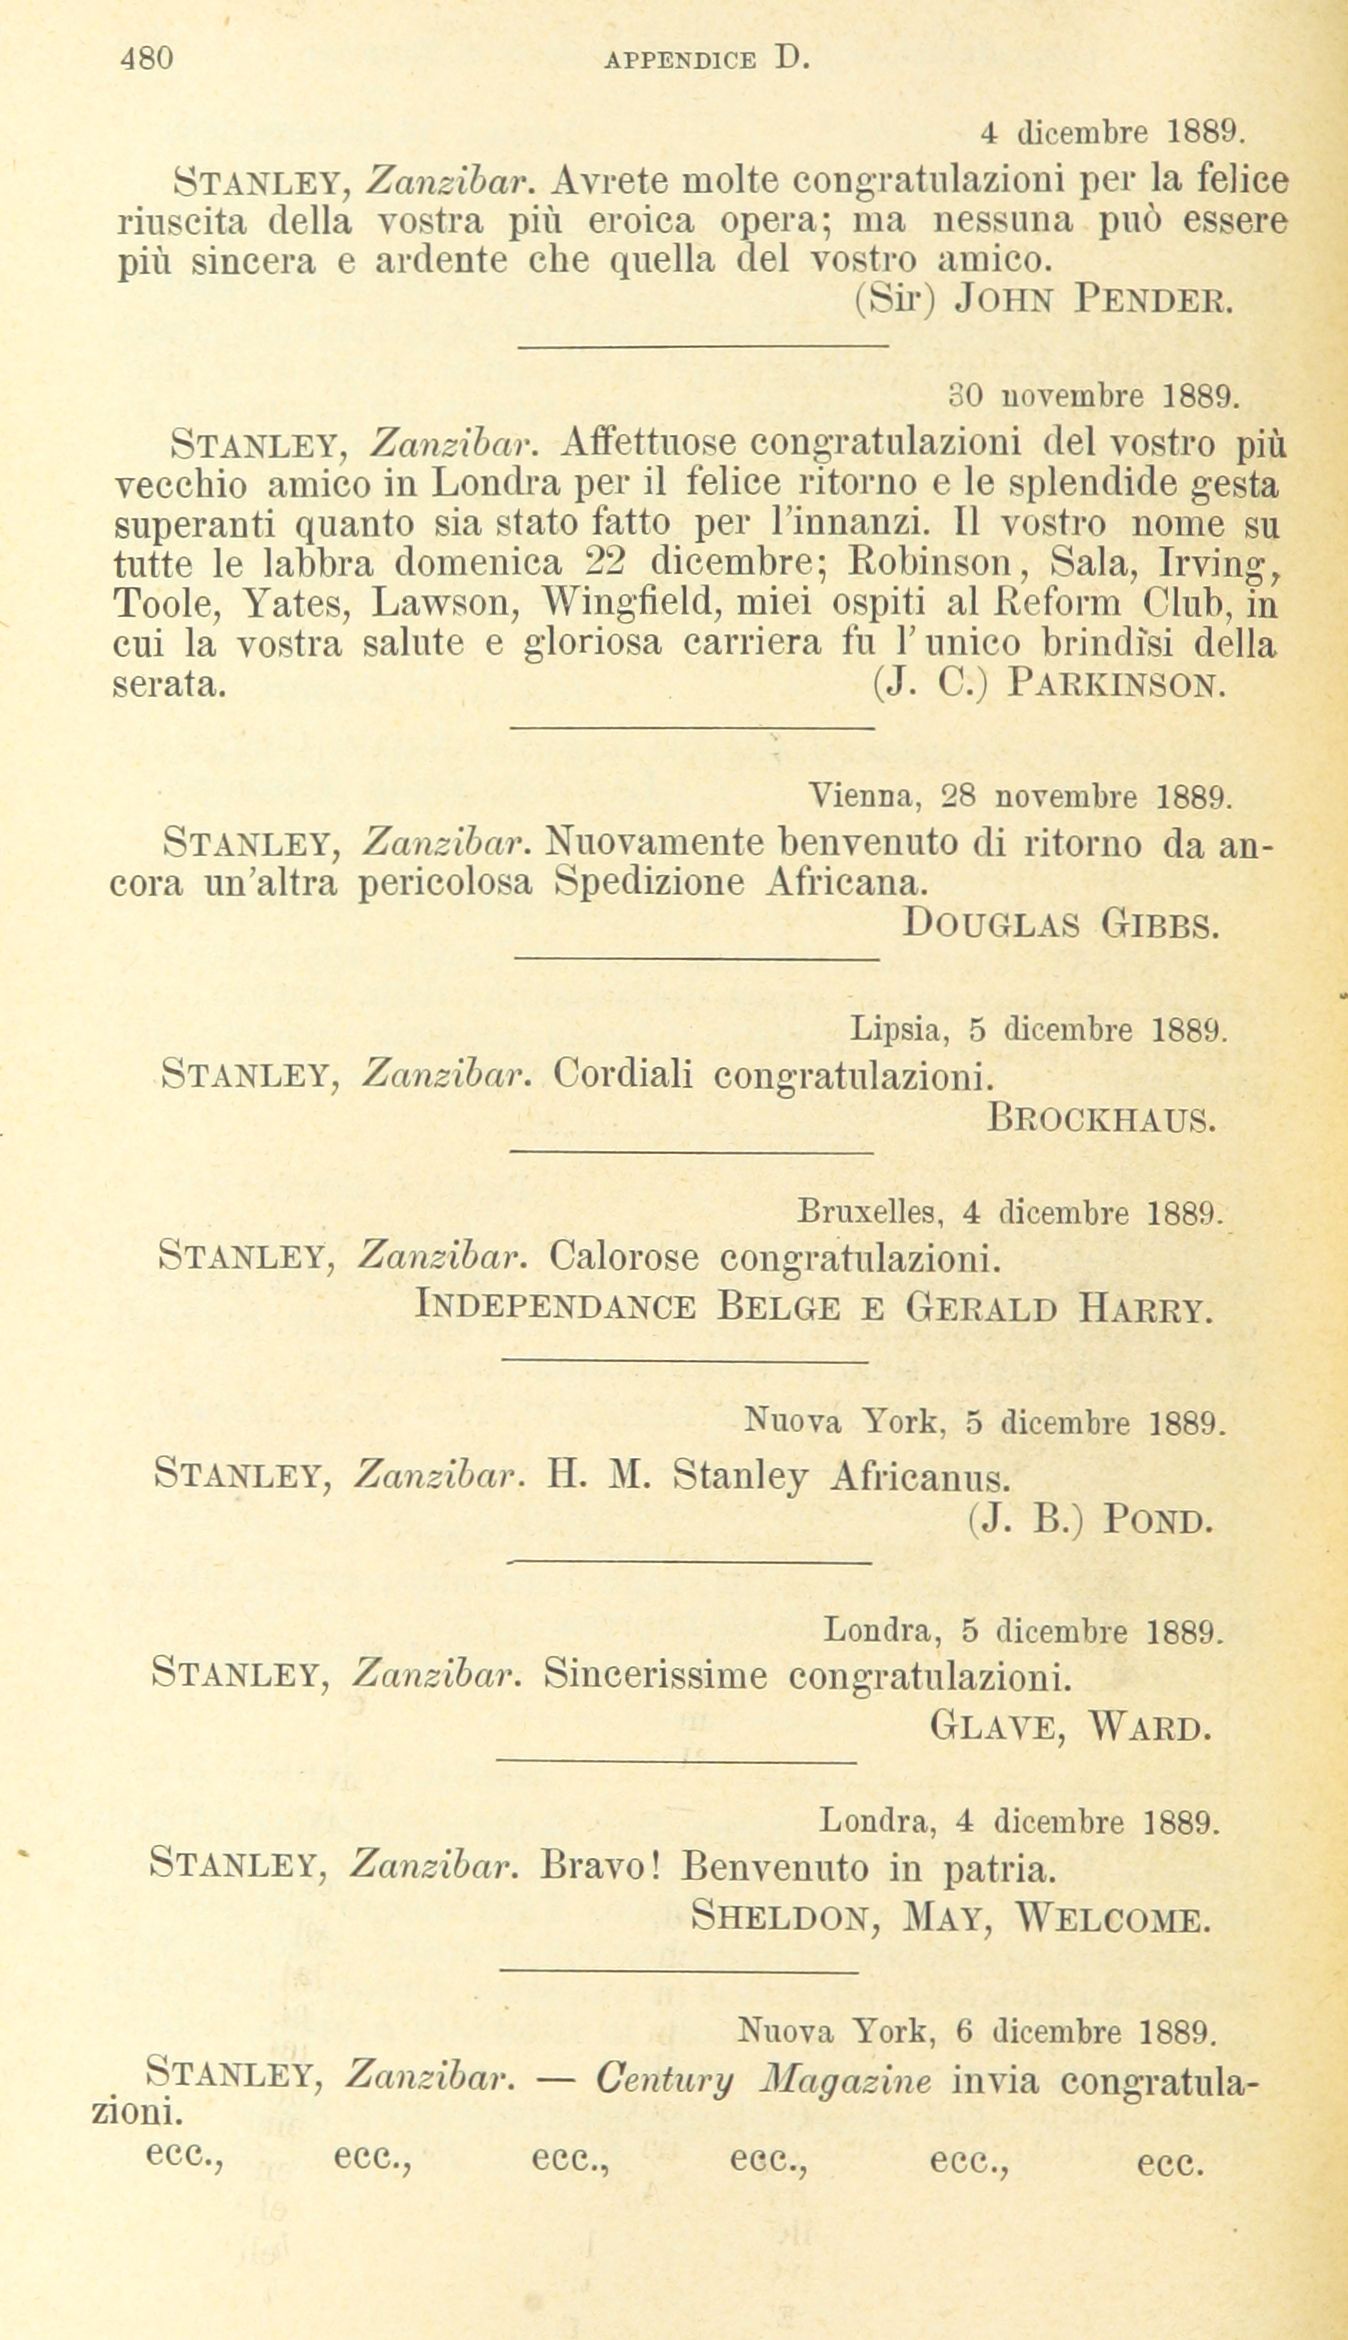 480 APPENDICE D.
4 dicembre 1889.
STANLEY, Zanzibar. Avrete molte congratulazioni per la felice
riuscita della vostra più eroica opera; ma nessuna può essere
più sincera e ardente che quella del vostro amico.
(Sir) JOHN PENDER.
30 novembre 1889.
STANLEY, Zanzibar. Affettuose congratulazioni del vostro più
vecchio amico in Londra per il felice ritorno e le splendide gesta
superanti quanto sia stato fatto per l'innanzi. Il vostro nome su
tutte le labbra domenica 22 dicembre; Robinson, Sala, Irving,
Toole, Yates, Lawson, Wingfield, miei ospiti al Reform Club, in
cui la vostra salute e gloriosa carriera fu l'unico brindisi della
serata. (J. C.) PARKINSON.
Vienna, 28 novembre 1889.
STANLEY, Zanzibar. Nuovamente benvenuto di ritorno da an-
cora un'altra pericolosa Spedizione Africana.
DOUGLAS GIBBS.
Lipsia, 5 dicembre 1889.
STANLEY, Zanzibar. Cordiali congratulazioni.
BROCKHAUS.
Bruxelles, 4 dicembre 1889.
STANLEY, Zanzibar. Calorose congratulazioni.
INDEPENDANCE BELGE E GERALD HARRY.
Nuova York, 5 dicembre 1889.
STANLEY, Zanzibar. H. M. Stanley Africanus.
(J. B.) POND.
Londra, 5 dicembre 1889.
STANLEY, Zanzibar. Sincerissime congratulazioni.
GLAVE, WARD.
Londra, 4 dicembre 1889.
STANLEY, Zanzibar. Bravo! Benvenuto in patria.
SHELDON, MAY, WELCOME.
Nuova York, 6 dicembre 1889.
STANLEY, Zanzibar. — Century Magazine invia congratula-
zioni.
ecc., ecc., ecc., ecc., ecc., ecc.